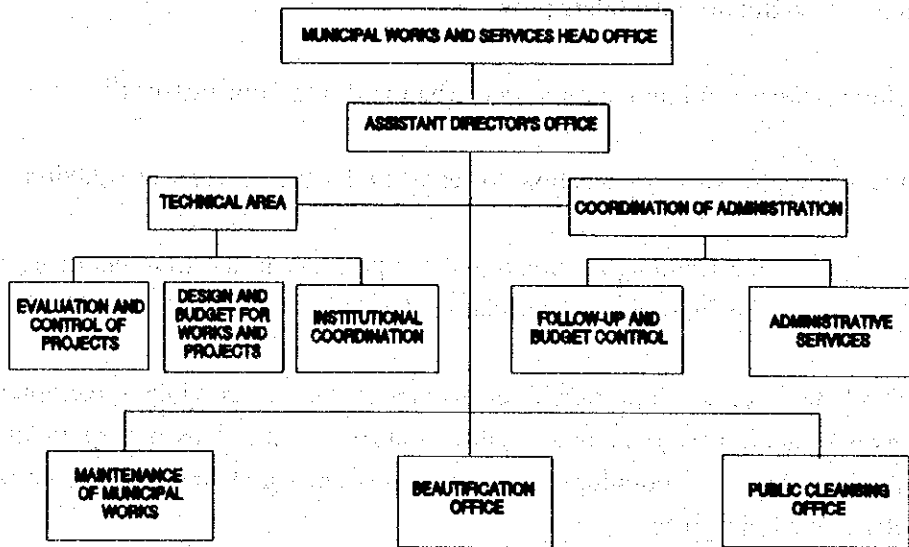 MUNICIPAL WORKS AND SERVICES HEAD OFFICE
ASSISTANT DIRECTOR'S OFFICE
TECHNICAL AREA
COORDINATION OF ADMINISTRATION
EVALUATION AND
CONTROL OF
PROJECTS
DESIGN AND
BUDGET FOR
WORKS AND
PROJECTS
INSTITUTIONAL
COORDINATION
FOLLOW-UP AND
BUDGET CONTROL
ADMINISTRATIVE
SERVICES
MAINTENANCE
OF MUNICIPAL
WORKS
BEAUTIFICATION
OFFICE
PUBLIC CLEANSING
OFFICE